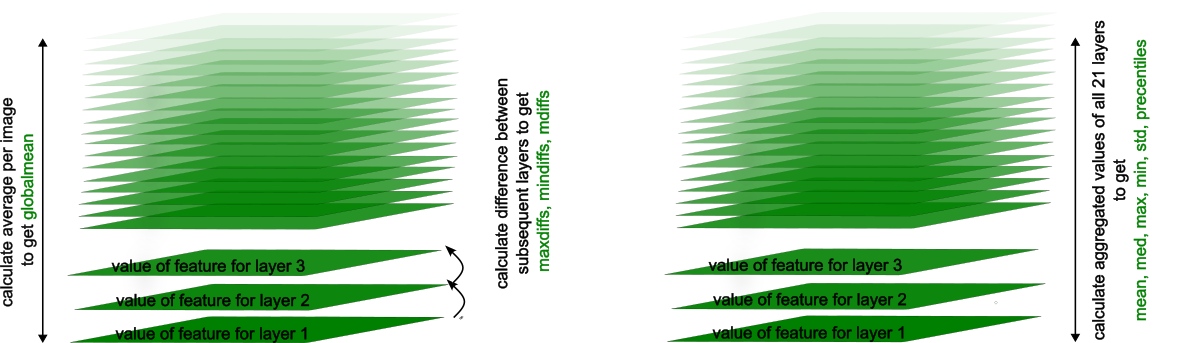 calculate average per image
to get globalmean
value of feature for layer 3
value of feature for layer 2
value of feature for layer 1
calculate difference between
subsequent layers to get
maxdiffs, mindiffs, mdiffs
value of feature for layer 3
value of feature for layer 2
value of feature for layer 1
calculate aggregated values of all 21 layers
to get
mean, med, max, min, std, precentiles